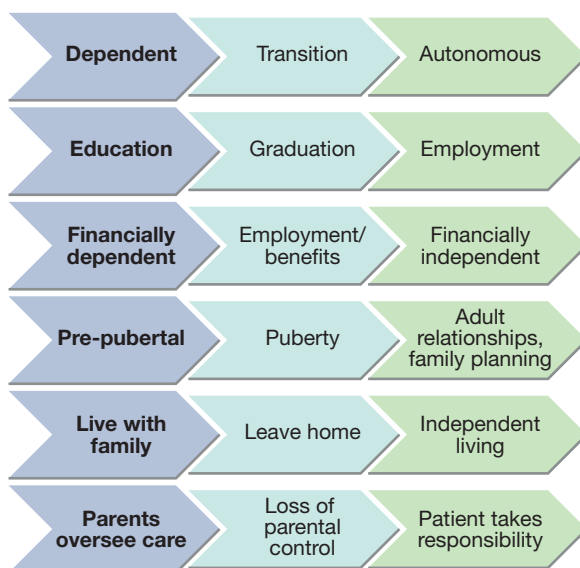 Dependent
Transition
Autonomous
Education
Graduation
Employment
Financially
dependent
Employment/
benefits
Financially
independent
Pre-pubertal
Puberty
Adult
relationships,
family planning
Live with
family
Leave home
Independent
living
Parents
oversee care
Loss of
parental
control
Patient takes
responsibility